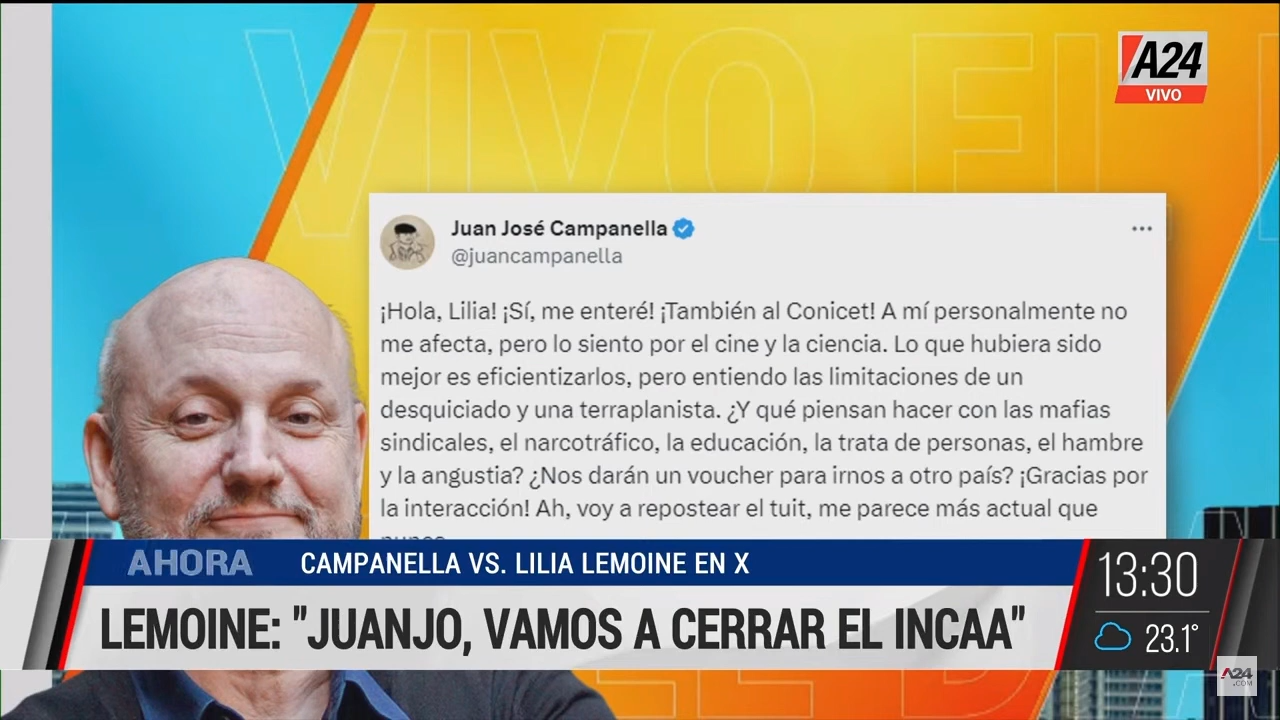 VIVO EL
A24
VIVO
Juan José Campanella
@juancampanella
¡Hola, Lilia! ¡Sí, me enteré! ¡También al Conicet! A mí personalmente no
me afecta, pero lo siento por el cine y la ciencia. Lo que hubiera sido
mejor es eficientizarlos, pero entiendo las limitaciones de un
desquiciado y una terraplanista. ¿Y qué piensan hacer con las mafias
sindicales, el narcotráfico, la educación, la trata de personas, el hambre
y la angustia? ¿Nos darán un voucher para irnos a otro país? ¡Gracias por
la interacción! Ah, voy a repostear el tuit, me parece más actual que
AHORA
CAMPANELLA VS. LILIA LEMOINE EN X
LEMOINE: "JUANJO, VAMOS A CERRAR EL INCAA"
13:30
23.1°
A24
.COM